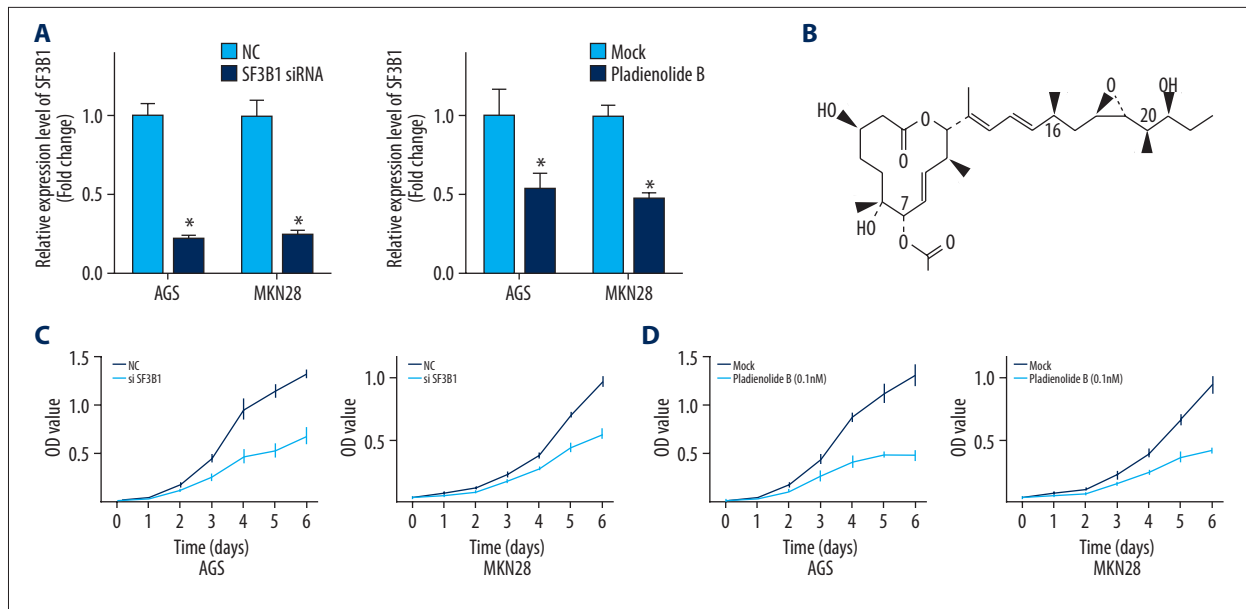 A
NC
SF3B1 siRNA
Relative expression level of SF3B1
(Fold change)
1.0
0.5
0.0
*
*
AGS
MKN28
Mock
Pladienolide B
Relative expression level of SF3B1
(Fold change)
1.0
0.5
0.0
*
*
AGS
MKN28
B
HO
O
O
16
O
20
OH
7
HO
O
O
C
NC
si SF3B1
OD value
1.5
1.0
0.5
0 1 2 3 4 5 6
Time (days)
AGS
NC
si SF3B1
OD value
1.0
0.5
0 1 2 3 4 5 6
Time (days)
MKN28
D
Mock
Pladienolide B (0.1nM)
OD value
1.5
1.0
0.5
0 1 2 3 4 5 6
Time (days)
AGS
Mock
Pladienolide B (0.1nM)
OD value
1.0
0.5
0 1 2 3 4 5 6
Time (days)
MKN28